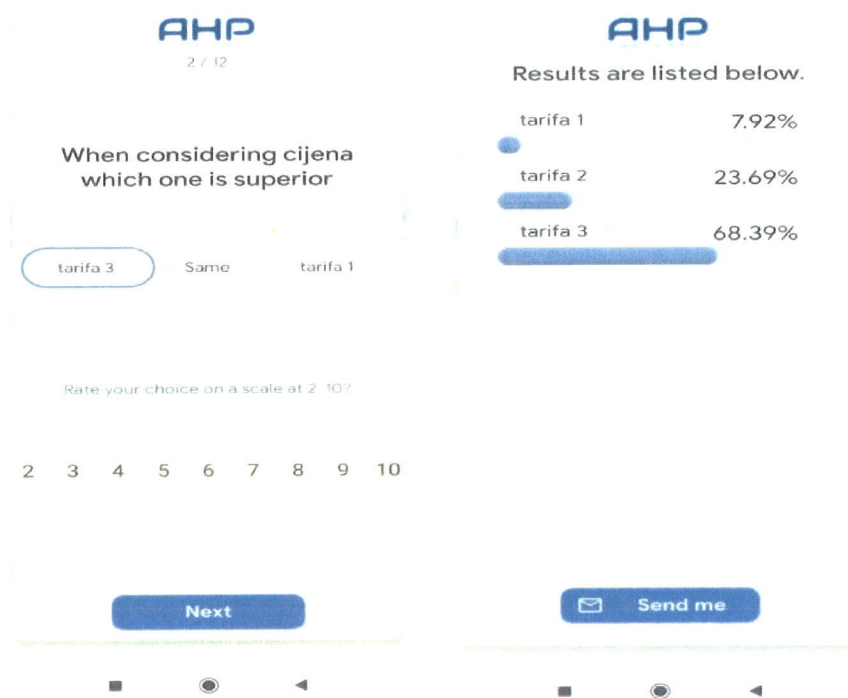 AHP
2 / 12
When considering cijena
which one is superior
tarifa 3 Same tarifa 1
Rate your choice on a scale at 2-10?
2 3 4 5 6 7 8 9 10
Next
AHP
Results are listed below.
tarifa 1 7.92%
tarifa 2 23.69%
tarifa 3 68.39%
Send me